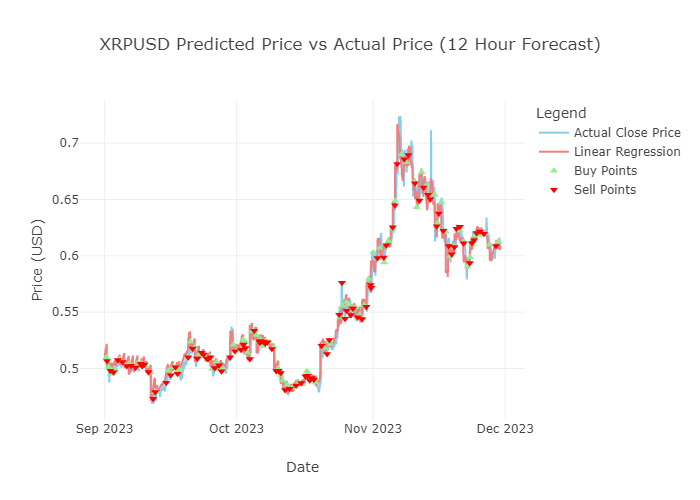 XRPUSD Predicted Price vs Actual Price (12 Hour Forecast)
Legend
Actual Close Price
Linear Regression
Buy Points
Sell Points
Price (USD)
0.7
0.65
0.6
0.55
0.5
Sep 2023
Oct 2023
Nov 2023
Dec 2023
Date